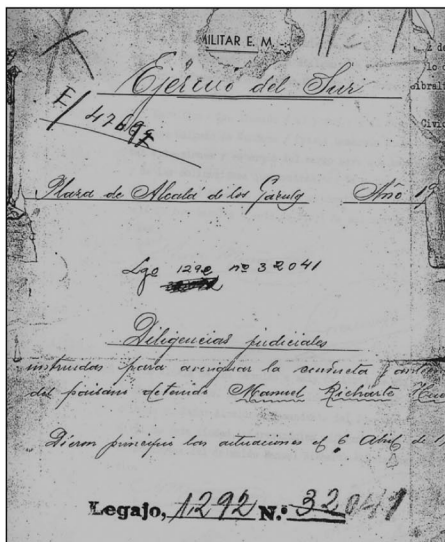 MILITAR E. M.
Ejército del Sur
E/ 47697
Plaza de Alcalá de los Gazules Año 19
Lgo 1292 nº 32041
Diligencias judiciales
instruidas para averiguar la conducta y
del paisano detenido Manuel Richarte
Dieron principio las actuaciones el 6 Abril de 1
Legajo, 1292 N.º 32041